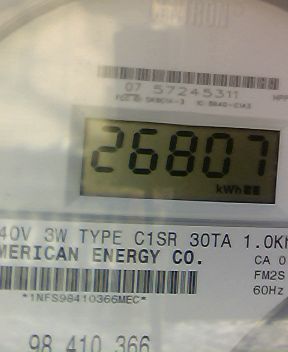 TRON
07 57245311
26807
kWh
40V 3W TYPE C1SR 30TA 1.0K
MERICAN ENERGY CO.
CA 0
FM2S
*1NFS98410366MEC*
60Hz
98 410 366